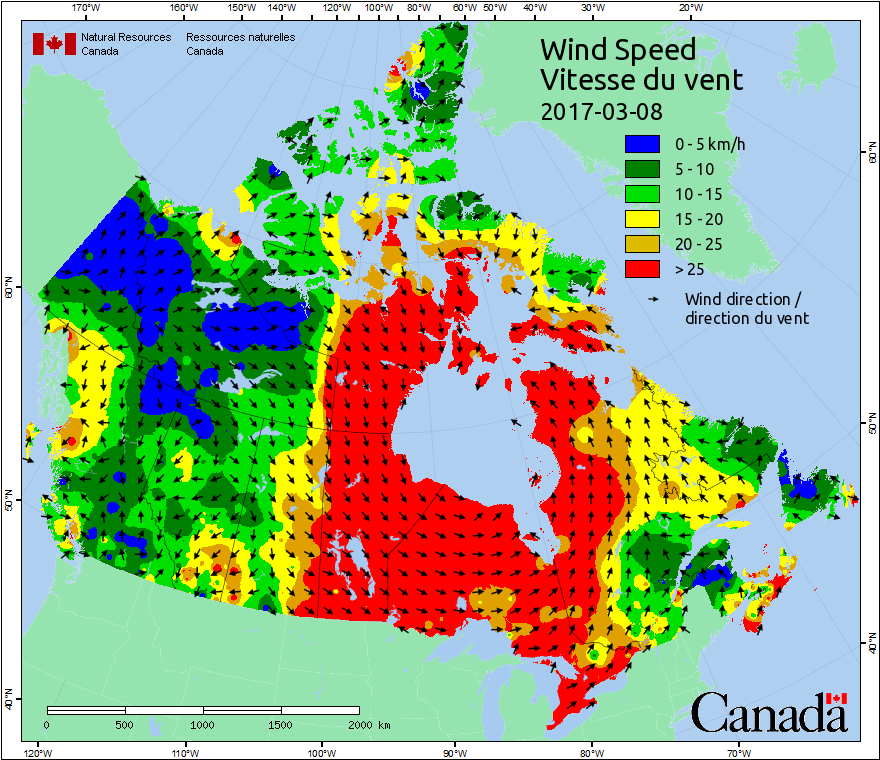 170°W 160°W 150°W 140°W 130°W 120°W 110°W 100°W 90°W 80°W 70°W 60°W 50°W 40°W 30°W 20°W
Natural Resources Ressources naturelles
Canada Canada
Wind Speed
Vitesse du vent
2017-03-08
0 - 5 km/h
5 - 10
10 - 15
15 - 20
20 - 25
> 25
Wind direction /
direction du vent
60°N 60°N
50°N 50°N
40°N 40°N
0 500 1000 1500 2000 km
Canada
120°W 110°W 100°W 90°W 80°W 70°W